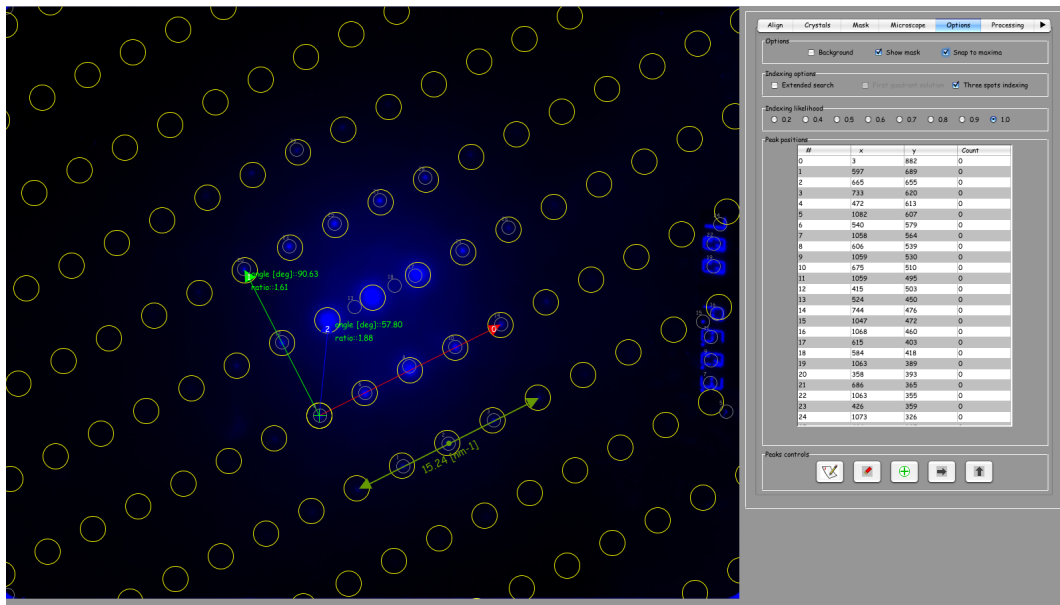 Align Crystals Mask Microscope Options Processing
Options
Background Show mask Snap to maxima
Indexing options
Extended search First quadrant solution Three spots indexing
Indexing likelihood
0.2 0.4 0.5 0.6 0.7 0.8 0.9 1.0
Peak positions
# x y Count
0 3 882 0
1 597 689 0
2 665 655 0
3 733 620 0
4 472 613 0
5 1082 607 0
6 540 579 0
7 1058 564 0
8 606 539 0
9 1059 530 0
10 675 510 0
11 1059 495 0
12 415 503 0
13 524 450 0
14 744 476 0
15 1047 472 0
16 1068 460 0
17 615 403 0
18 584 418 0
19 1063 389 0
20 358 393 0
21 686 365 0
22 1063 355 0
23 426 359 0
24 1073 326 0
Peaks controls
angle [deg]::90.63
ratio::1.61
2
angle [deg]::57.80
ratio::1.88
0
15.24 [nm-1]